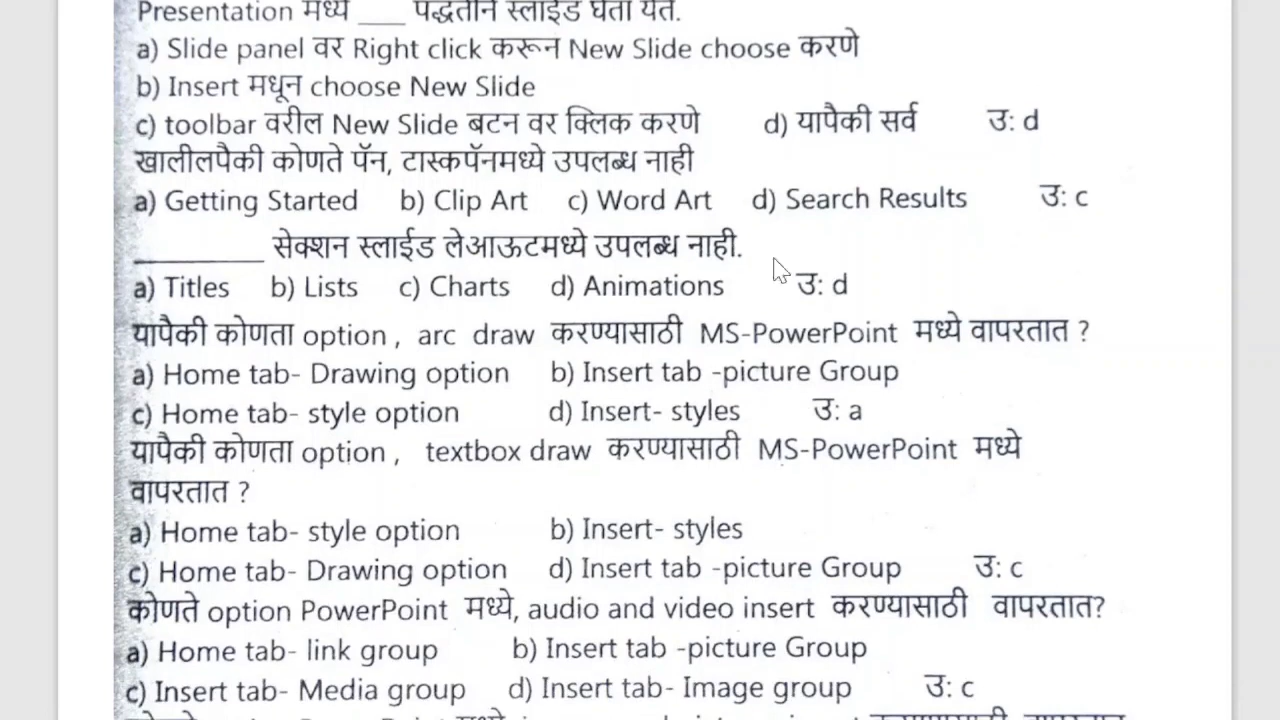 Presentation मध्ये ____ पद्धतीने स्लाईड घेता येते.
a) Slide panel वर Right click करून New Slide choose करणे
b) Insert मधून choose New Slide
c) toolbar वरील New Slide बटन वर क्लिक करणे d) यापैकी सर्व उ: d
खालीलपैकी कोणते पॅन, टास्कपॅनमध्ये उपलब्ध नाही
a) Getting Started b) Clip Art c) Word Art d) Search Results उ: c
_________ सेक्शन स्लाईड लेआऊटमध्ये उपलब्ध नाही.
a) Titles b) Lists c) Charts d) Animations उ: d
यापैकी कोणता option , arc draw करण्यासाठी MS-PowerPoint मध्ये वापरतात ?
a) Home tab- Drawing option b) Insert tab -picture Group
c) Home tab- style option d) Insert- styles उ: a
यापैकी कोणता option , textbox draw करण्यासाठी MS-PowerPoint मध्ये
वापरतात ?
a) Home tab- style option b) Insert- styles
c) Home tab- Drawing option d) Insert tab -picture Group उ: c
कोणते option PowerPoint मध्ये, audio and video insert करण्यासाठी वापरतात?
a) Home tab- link group b) Insert tab -picture Group
c) Insert tab- Media group d) Insert tab- Image group उ: c